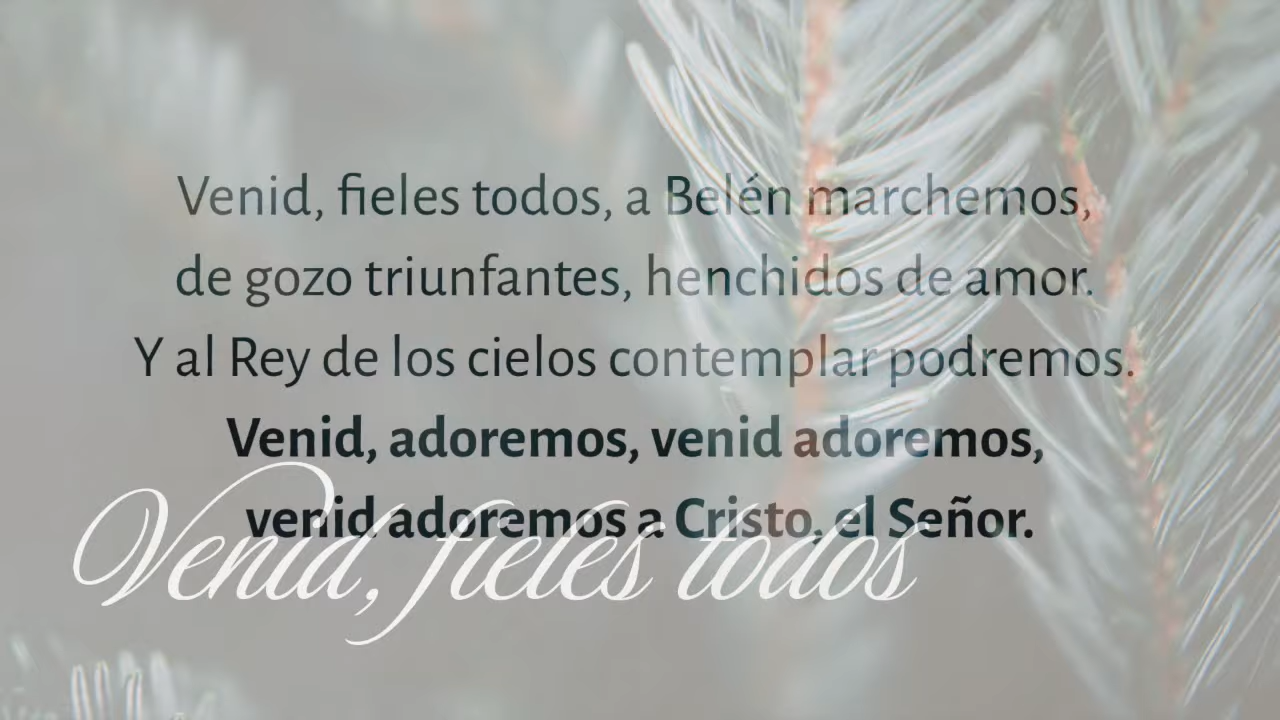 Venid, fieles todos, a Belén marchemos,
de gozo triunfantes, henchidos de amor.
Y al Rey de los cielos contemplar podremos.
Venid, adoremos, venid adoremos,
venid adoremos a Cristo, el Señor.
Venid, fieles todos